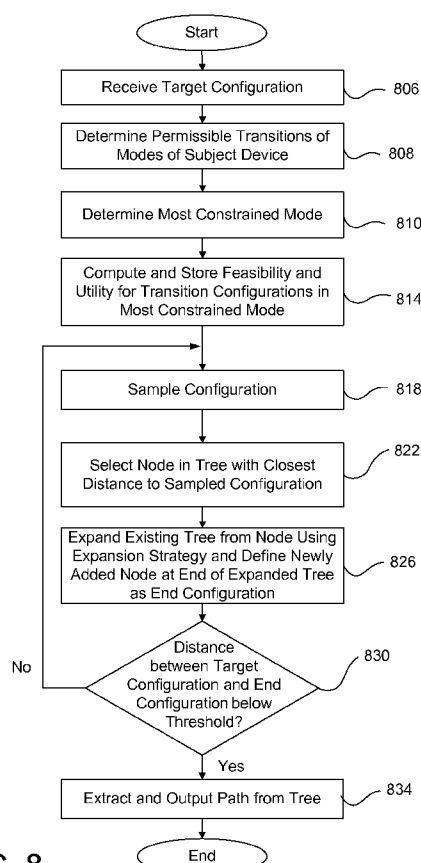 Start
Receive Target Configuration
806
Determine Permissible Transitions of
Modes of Subject Device
808
Determine Most Constrained Mode
810
Compute and Store Feasibility and
Utility for Transition Configurations in
Most Constrained Mode
814
Sample Configuration
818
Select Node in Tree with Closest
Distance to Sampled Configuration
822
Expand Existing Tree from Node Using
Expansion Strategy and Define Newly
Added Node at End of Expanded Tree
as End Configuration
826
Distance
between Target
Configuration and End
Configuration below
Threshold?
830
No
Yes
Extract and Output Path from Tree
834
End
8